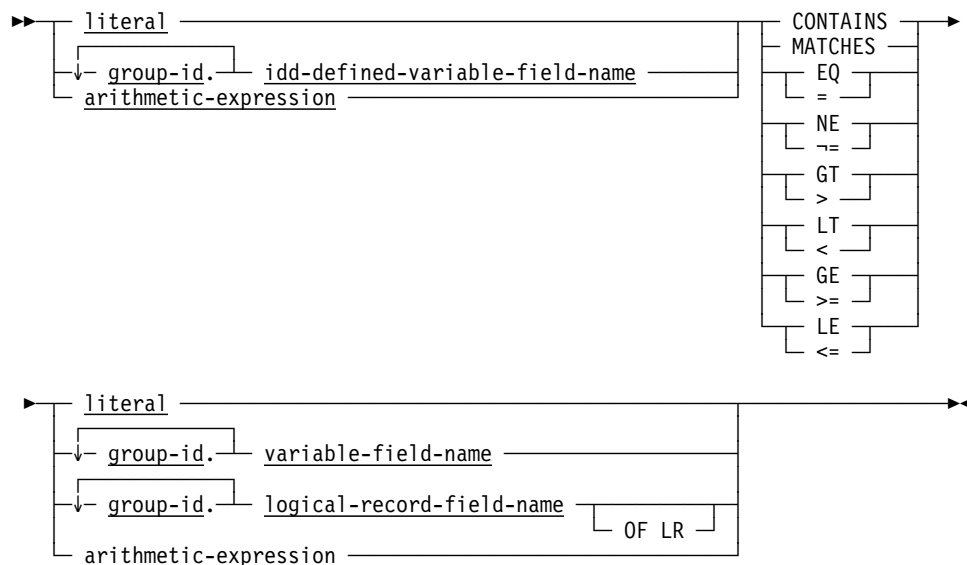 literal CONTAINS
MATCHES
group-id. idd-defined-variable-field-name EQ
arithmetic-expression =
NE
¬=
GT
>
LT
<
GE
>=
LE
<=
literal
group-id. variable-field-name
group-id. logical-record-field-name
OF LR
arithmetic-expression